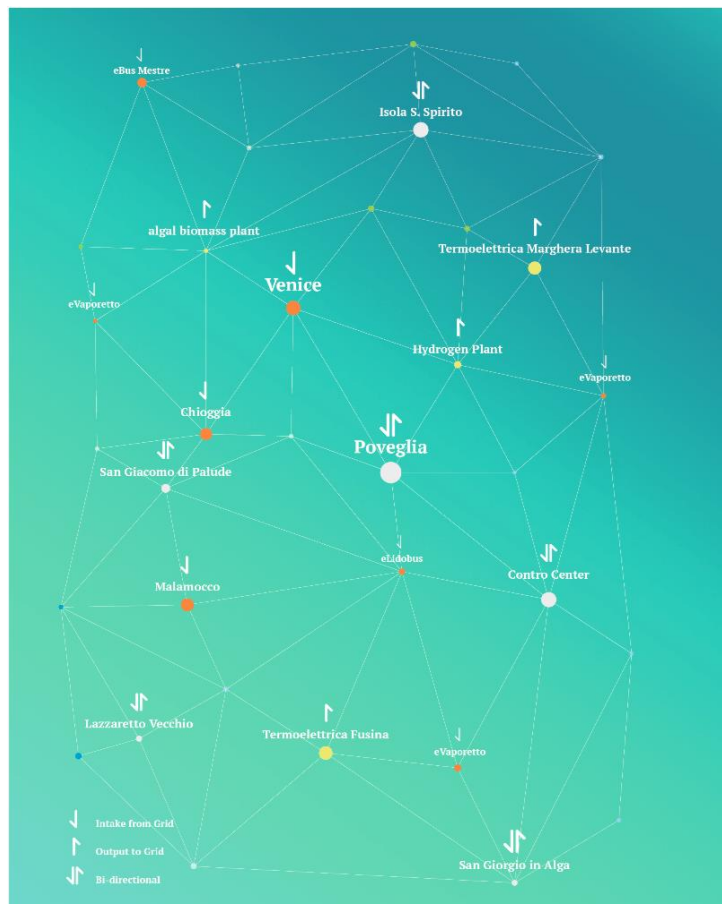 eBus Mestre
Isola S. Spirito
algal biomass plant
Termoelettrica Marghera Levante
Venice
eVaporetto
Hydrogen Plant
eVaporetto
Chioggia
Poveglia
San Giacomo di Palude
eLidobus
Contro Center
Malamocco
Lazzaretto Vecchio
Termoelettrica Fusina
eVaporetto
Intake from Grid
Output to Grid
Bi-directional
San Giorgio in Alga